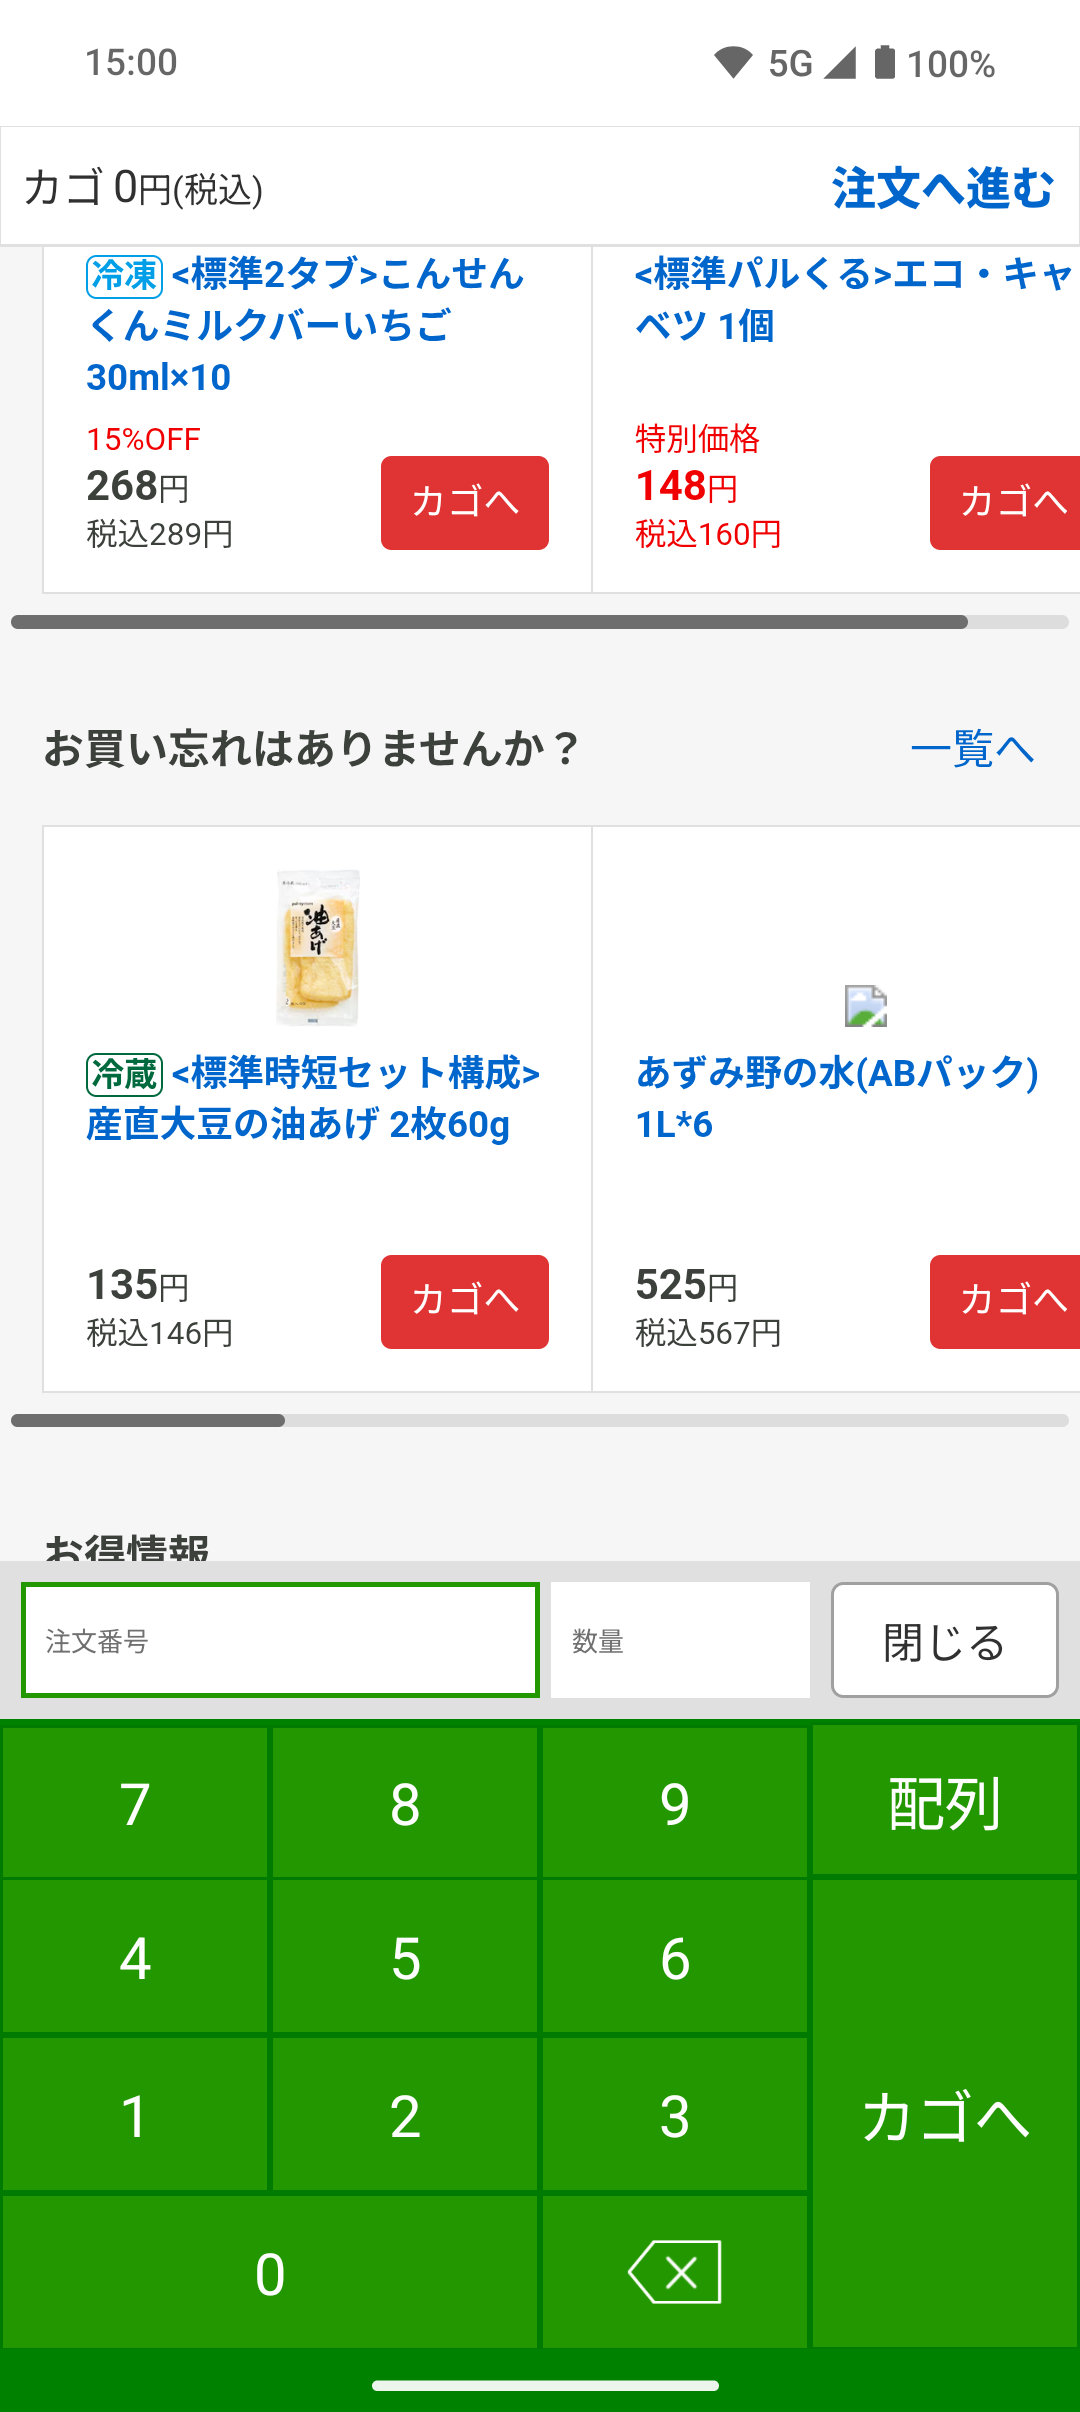 15:00
5G
100%
カゴ 0円(税込)
注文へ進む
冷凍 <標準2タブ>こんせん
くんミルクバーいちご
30ml×10
15%OFF
268円
税込289円
カゴへ
<標準パルくる>エコ・キャ
ベツ 1個
特別価格
148円
税込160円
カゴへ
お買い忘れはありませんか？
一覧へ
油あげ
冷蔵 <標準時短セット構成>
産直大豆の油あげ 2枚60g
135円
税込146円
カゴへ
あずみ野の水(ABパック)
1L*6
525円
税込567円
カゴへ
お得情報
注文番号
数量
閉じる
7
8
9
配列
4
5
6
1
2
3
カゴへ
0